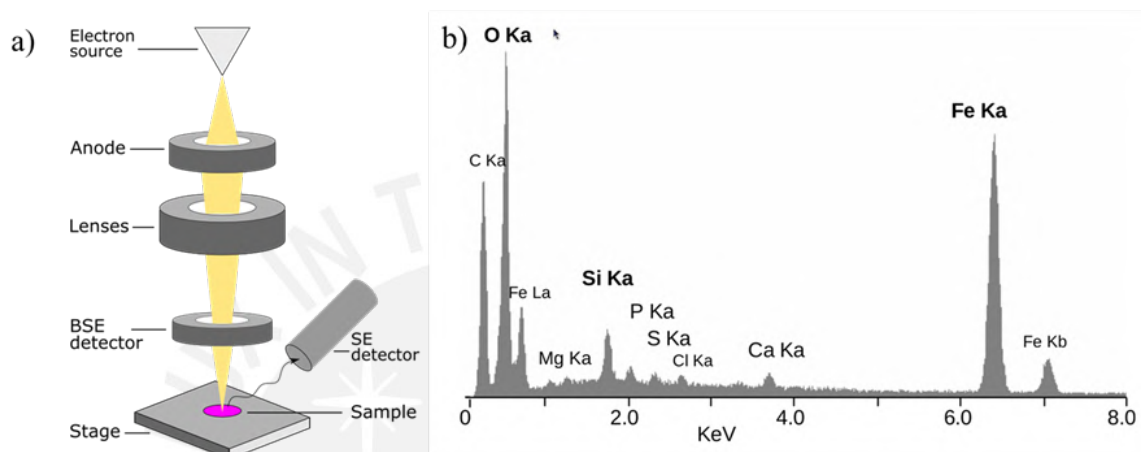 a)
Electron
source
Anode
Lenses
BSE
detector
SE
detector
Sample
Stage
b)
O Ka
C Ka
Fe La
Si Ka
Mg Ka
P Ka
S Ka
Cl Ka
Ca Ka
Fe Ka
Fe Kb
0
2.0
4.0
6.0
8.0
KeV